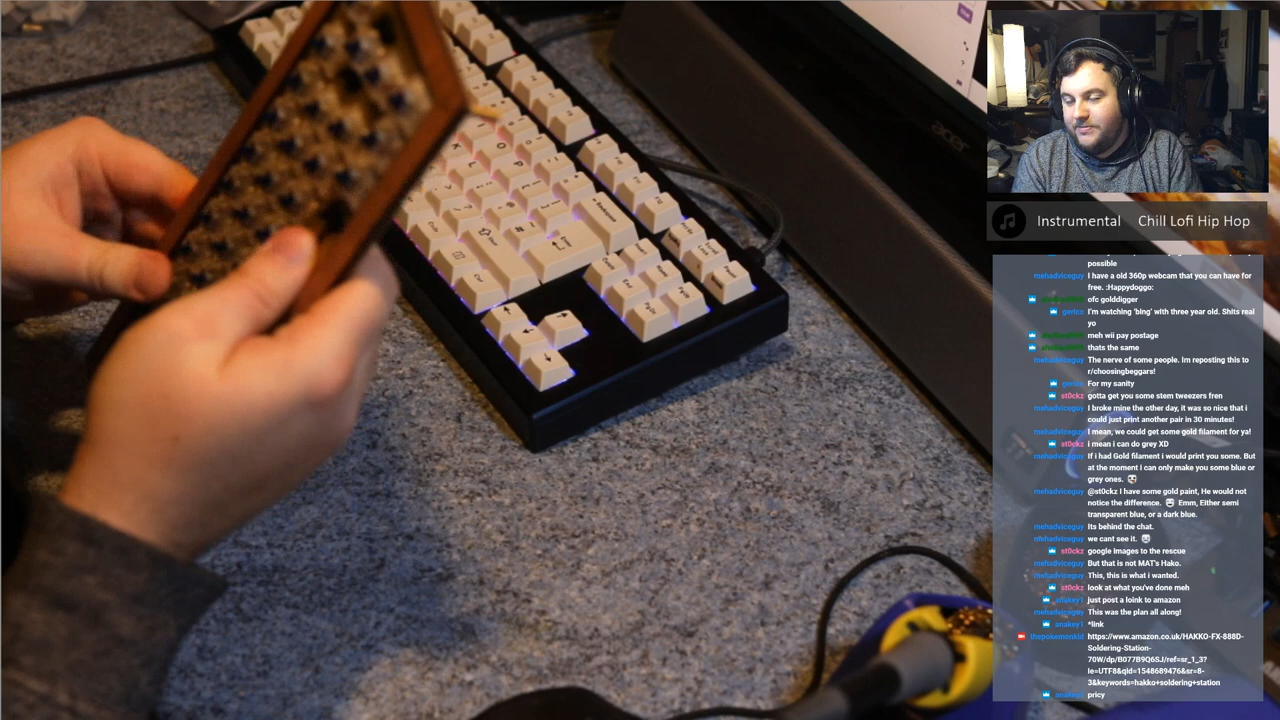 acer
Instrumental Chill Lofi Hip Hop
possible
mehadviceguy I have a old 360p webcam that you can have for
free. :Happydoggo:
ofc golddigger
gerizo I'm watching 'bing' with three year old. Shits real
yo
meh wii pay postage
thats the same
mehadviceguy The nerve of some people. Im reposting this to
r/choosingbeggars!
For my sanity
st0ckz gotta get you some stem tweezers fren
mehadviceguy I broke mine the other day, it was so nice that i
could just print another pair in 30 minutes!
mehadviceguy I mean, we could get some gold filament for ya!
st0ckz i mean i can do grey XD
mehadviceguy If i had Gold filament i would print you some. But
at the moment i can only make you some blue or
grey ones.
mehadviceguy @st0ckz I have some gold paint, He would not
notice the difference. Emm, Either semi
transparent blue, or a dark blue.
mehadviceguy Its behind the chat.
mehadviceguy we cant see it.
st0ckz google Images to the rescue
mehadviceguy But that is not MAT's Hako.
mehadviceguy This, this is what i wanted.
st0ckz look at what you've done meh
anakey1 just post a loink to amazon
mehadviceguy This was the plan all along!
anakey1 *link
thepokemonkid https://www.amazon.co.uk/HAKKO-FX-888D-
Soldering-Station-
70W/dp/B077B9Q6SJ/ref=sr_1_3?
ie=UTF8&qid=1548689476&sr=8-
3&keywords=hakko+soldering+station
anakey1 pricy